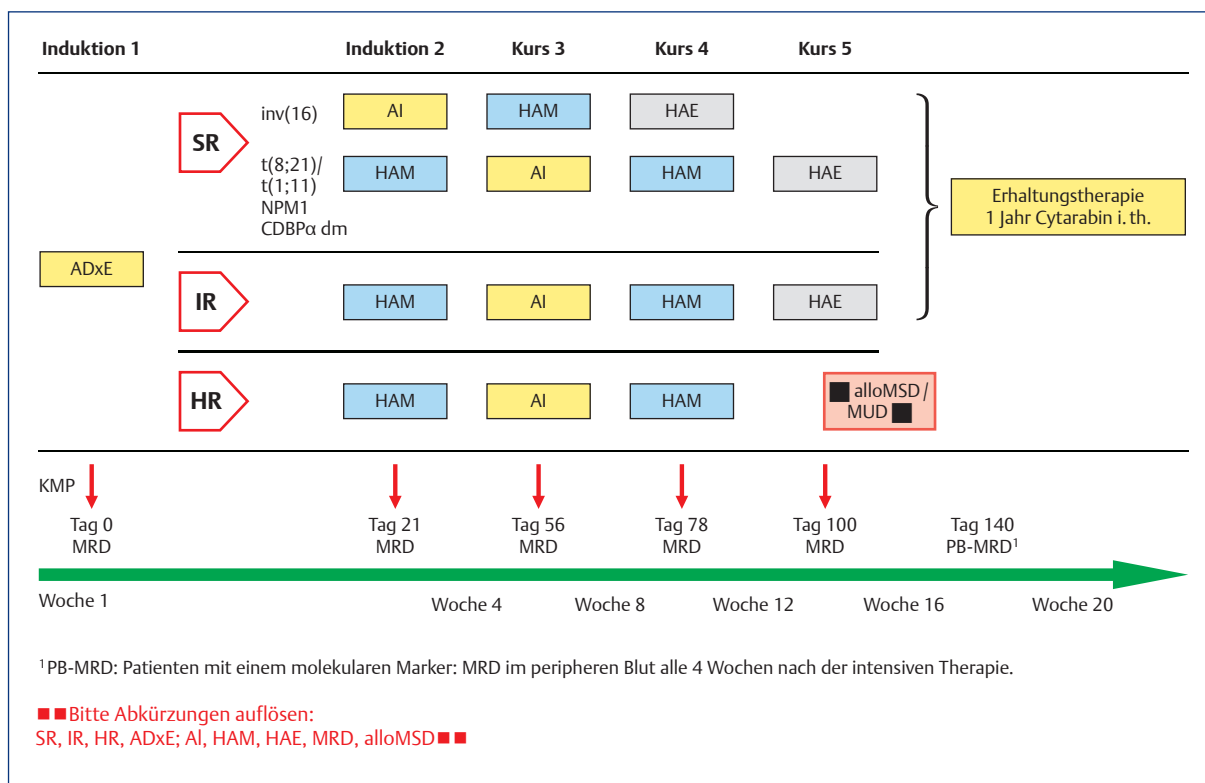 Induktion 1 Induktion 2 Kurs 3 Kurs 4 Kurs 5
SR
inv(16) AI HAM HAE
t(8;21)/
t(1;11)
NPM1
CDBPα dm
HAM AI HAM HAE
Erhaltungstherapie
1 Jahr Cytarabin i. th.
ADxE
IR HAM AI HAM HAE
HR HAM AI HAM
■ alloMSD /
MUD ■
KMP
Tag 0 Tag 21 Tag 56 Tag 78 Tag 100 Tag 140
MRD MRD MRD MRD MRD PB-MRD¹
Woche 1 Woche 4 Woche 8 Woche 12 Woche 16 Woche 20
¹PB-MRD: Patienten mit einem molekularen Marker: MRD im peripheren Blut alle 4 Wochen nach der intensiven Therapie.
■ ■Bitte Abkürzungen auflösen:
SR, IR, HR, ADxE; AI, HAM, HAE, MRD, alloMSD■ ■